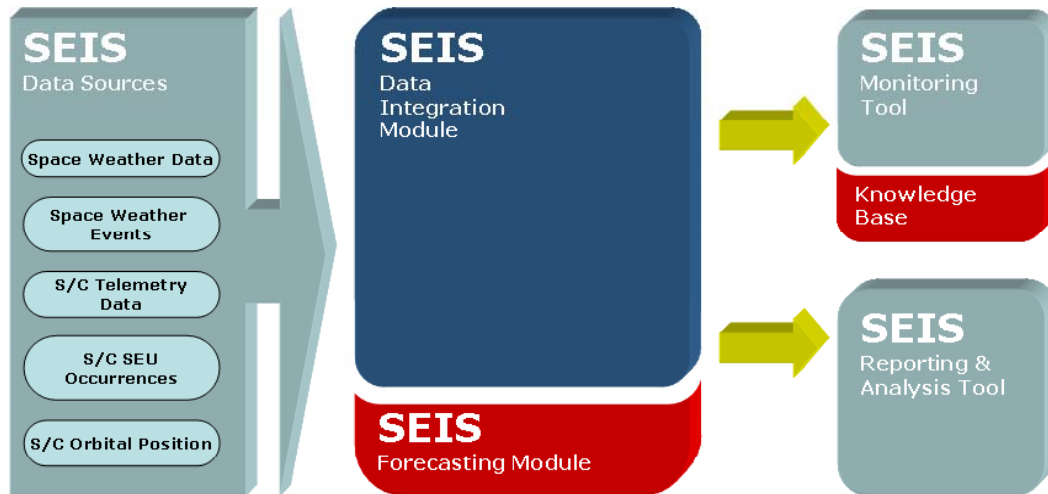 SEIS
Data Sources
Space Weather Data
Space Weather
Events
S/C Telemetry
Data
S/C SEU
Occurrences
S/C Orbital Position
SEIS
Data
Integration
Module
SEIS
Forecasting Module
SEIS
Monitoring
Tool
Knowledge
Base
SEIS
Reporting &
Analysis Tool